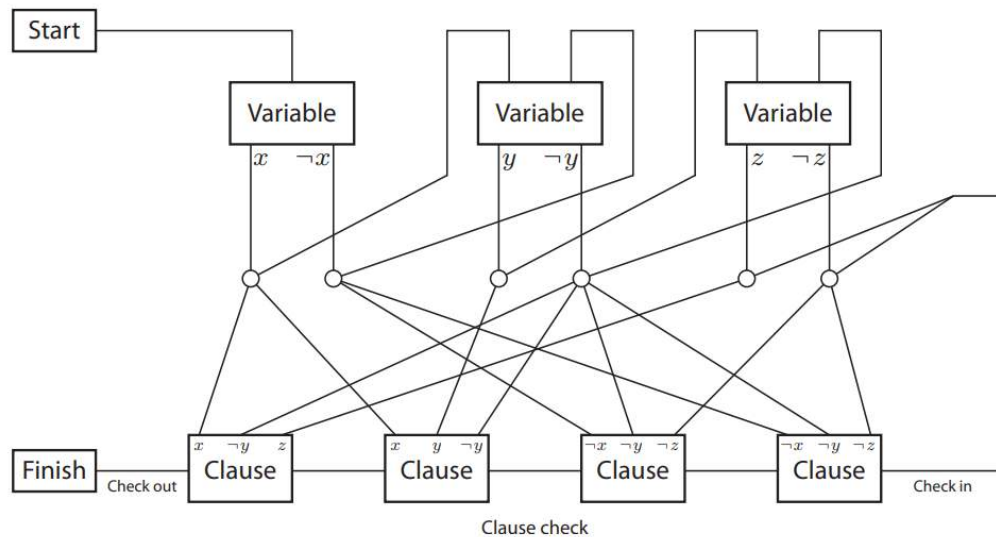 Start
Variable Variable Variable
x ¬x y ¬y z ¬z
x ¬y z x y ¬y ¬x ¬y ¬z ¬x ¬y ¬z
Finish Clause Clause Clause Clause
Check out Check in
Clause check